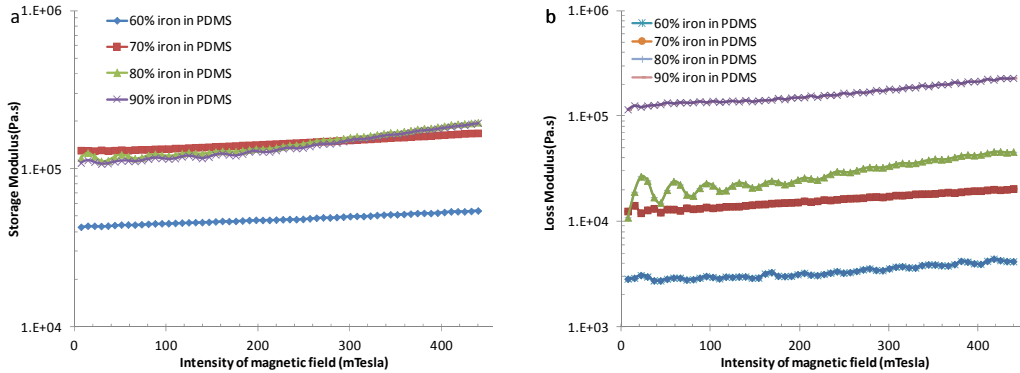 a
1.E+06
1.E+05
1.E+04
Storage Modulus(Pa.s)
60% iron in PDMS
70% iron in PDMS
80% iron in PDMS
90% iron in PDMS
0 100 200 300 400
Intensity of magnetic field (mTesla)
b
1.E+06
1.E+05
1.E+04
1.E+03
Loss Modulus(Pa.s)
60% iron in PDMS
70% iron in PDMS
80% iron in PDMS
90% iron in PDMS
0 100 200 300 400
Intensity of magnetic field (mTesla)